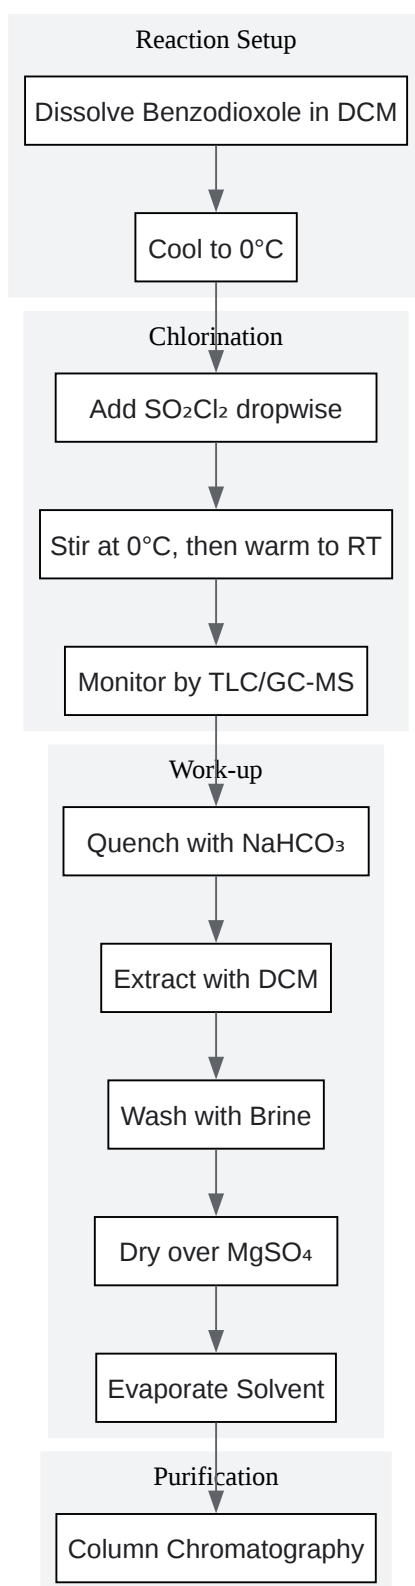 Reaction Setup
Dissolve Benzodioxole in DCM
Cool to 0°C
Chlorination
Add SO₂Cl₂ dropwise
Stir at 0°C, then warm to RT
Monitor by TLC/GC-MS
Work-up
Quench with NaHCO₃
Extract with DCM
Wash with Brine
Dry over MgSO₄
Evaporate Solvent
Purification
Column Chromatography